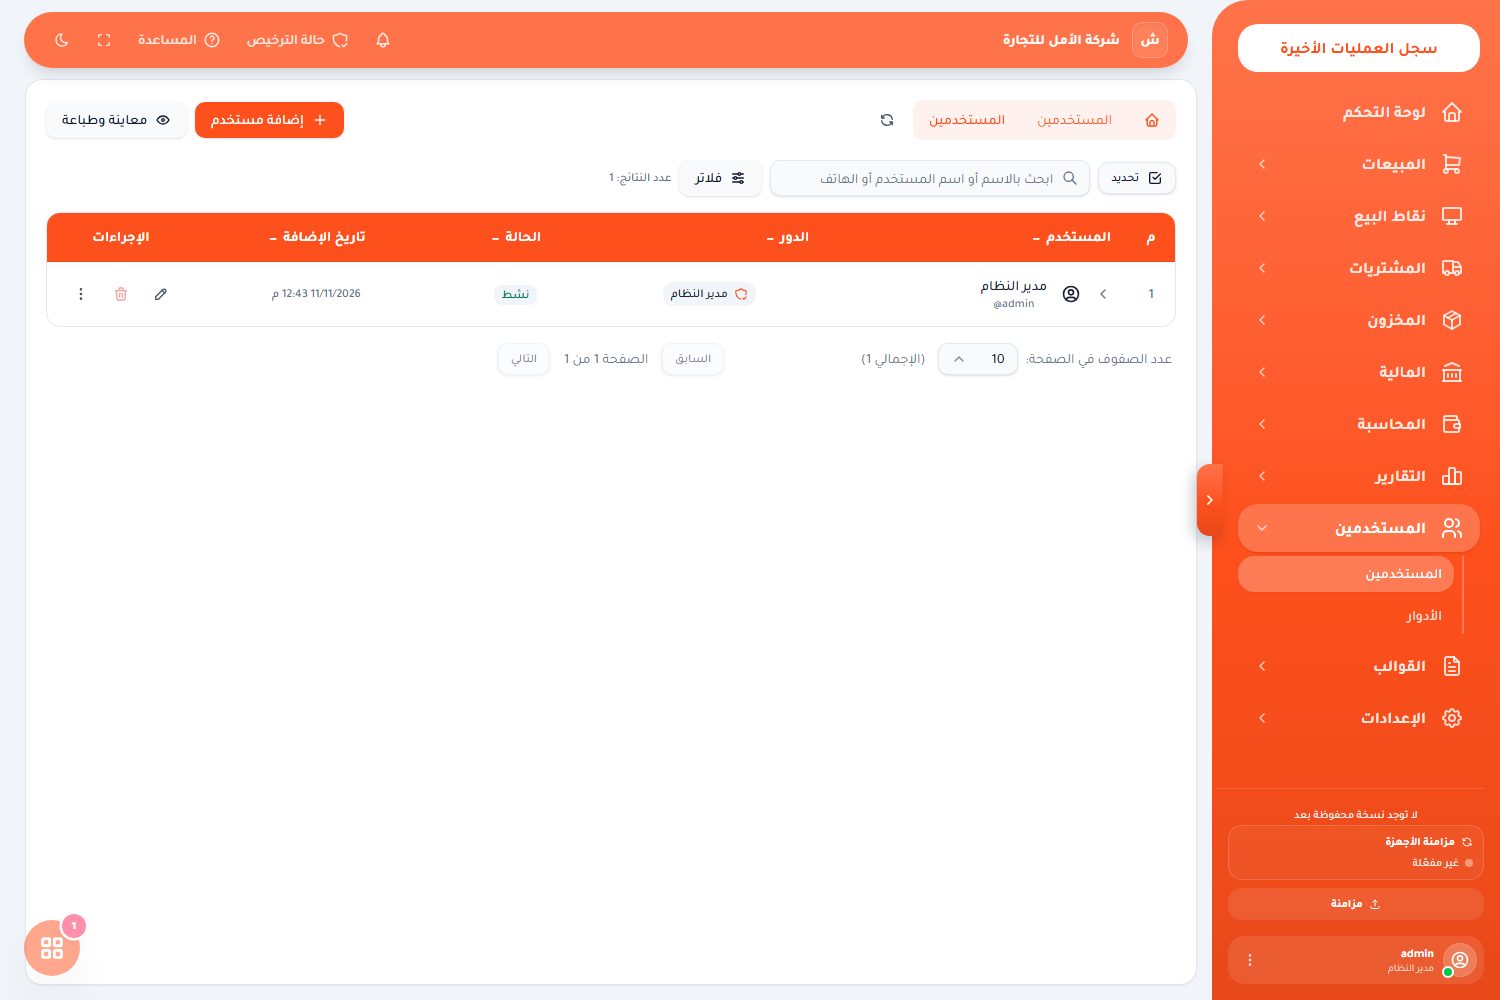 سجل العمليات الأخيرة
لوحة التحكم
المبيعات
نقاط البيع
المشتريات
المخزون
المالية
المحاسبة
التقارير
المستخدمين
المستخدمين
الأدوار
القوالب
الإعدادات
لا توجد نسخة محفوظة بعد
مزامنة الأجهزة
غير مفعّلة
مزامنة
admin
مدير النظام
ش شركة الأمل للتجارة
حالة الترخيص
المساعدة
المستخدمين المستخدمين
إضافة مستخدم
معاينة وطباعة
تحديد
ابحث بالاسم أو اسم المستخدم أو الهاتف
فلاتر
عدد النتائج: 1
م المستخدم الدور الحالة تاريخ الإضافة الإجراءات
1 مدير النظام مدير النظام نشط 11/11/2026 12:43 م
@admin
عدد الصفوف في الصفحة: 10 (الإجمالي 1)
السابق الصفحة 1 من 1 التالي
1